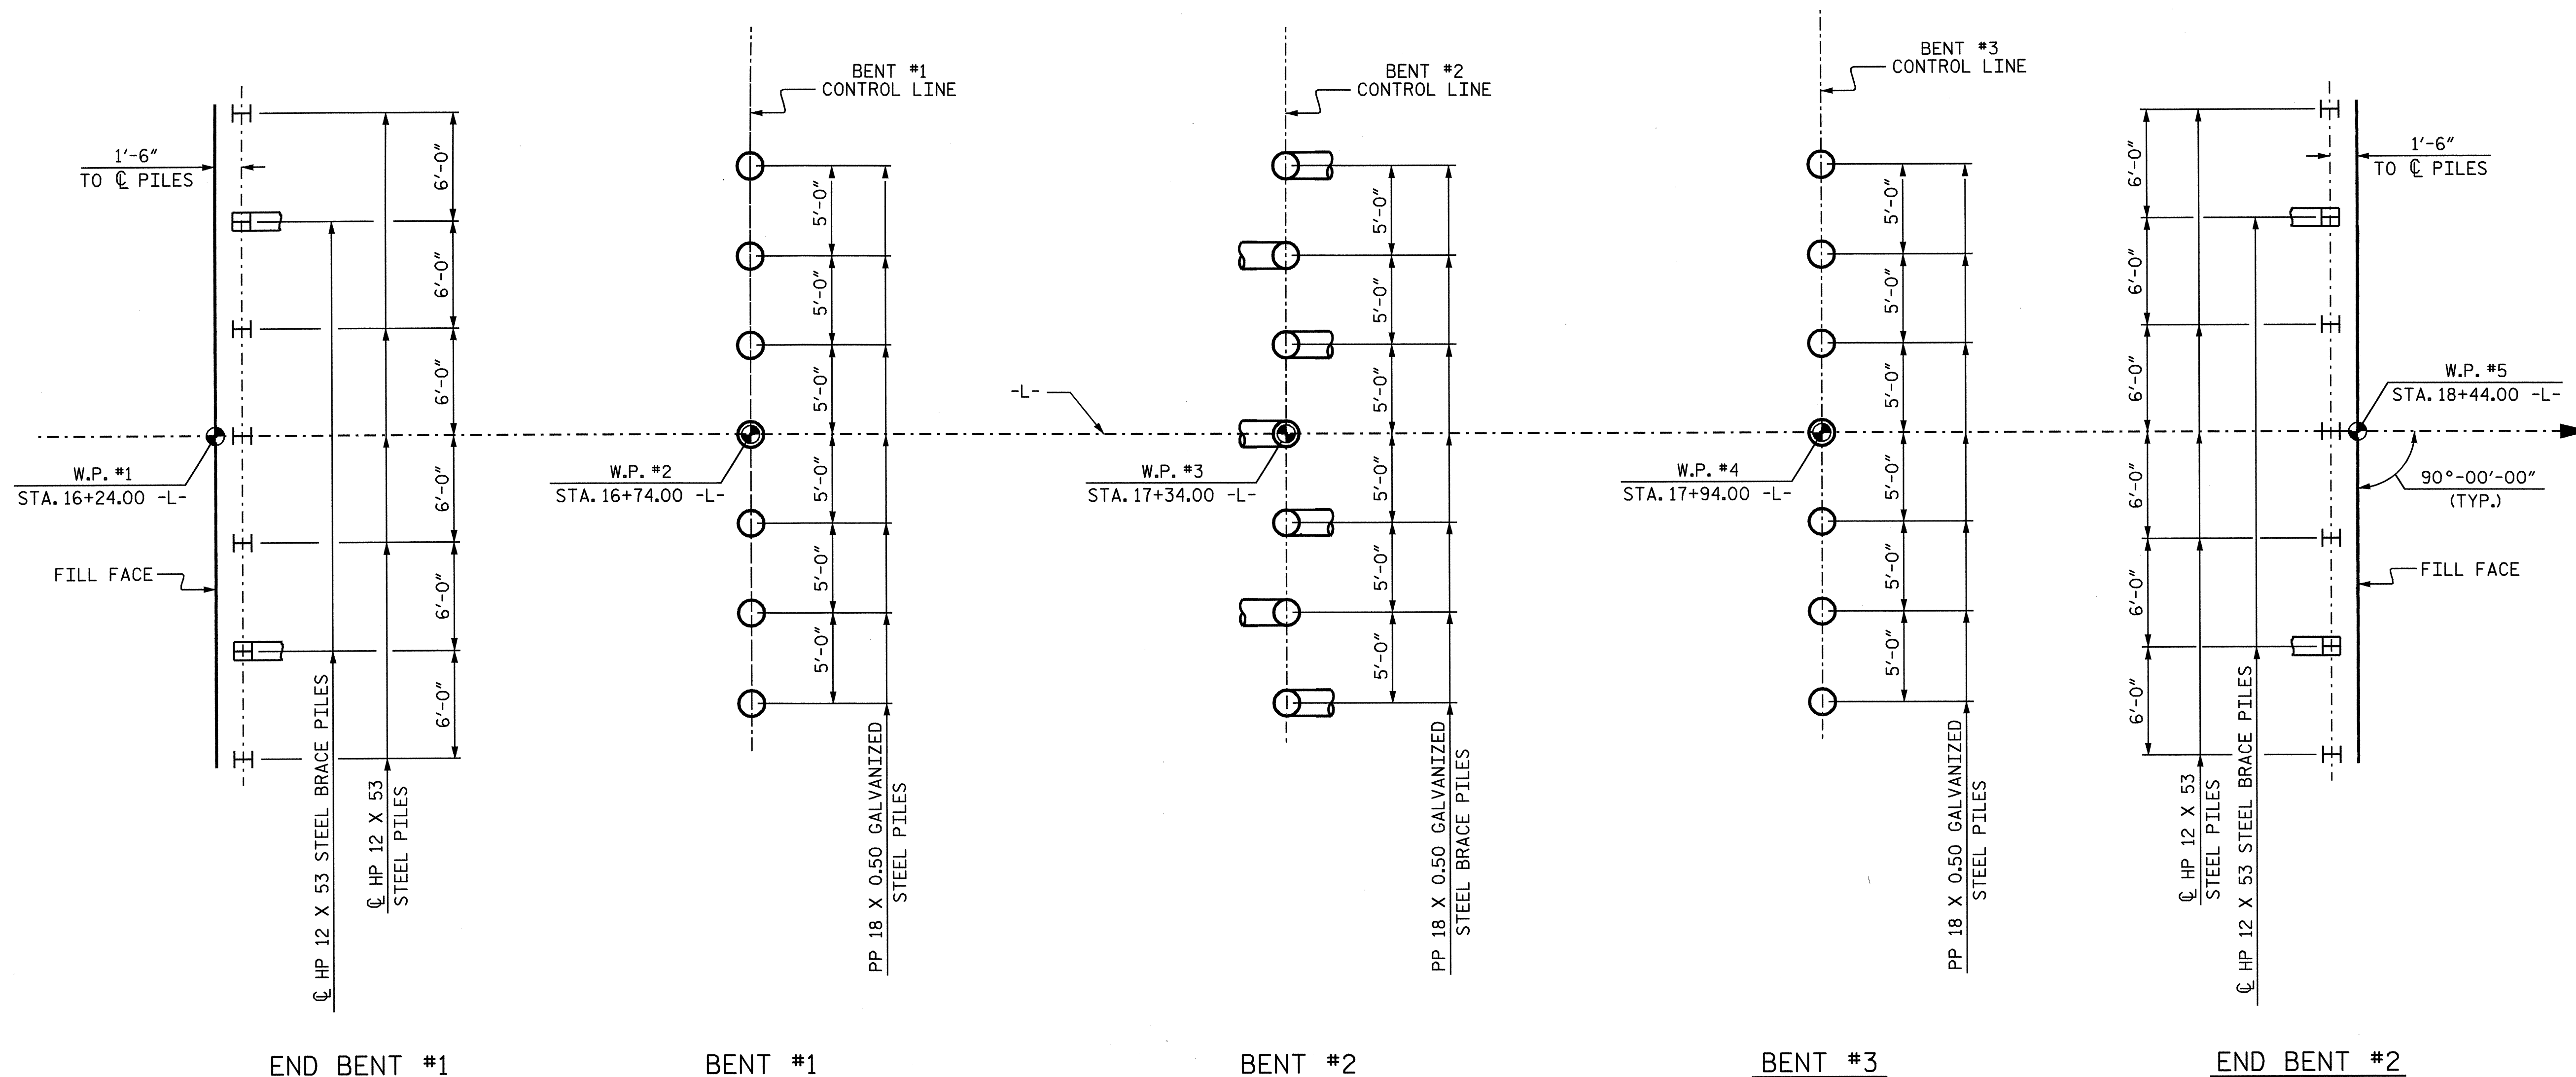 1'-6"
TO ℄ PILES
W.P. #1
STA. 16+24.00 -L-
FILL FACE
6'-0"
6'-0"
6'-0"
6'-0"
6'-0"
6'-0"
℄ HP 12 X 53 STEEL BRACE PILES
℄ HP 12 X 53
STEEL PILES
END BENT #1
BENT #1
CONTROL LINE
5'-0"
5'-0"
5'-0"
5'-0"
5'-0"
5'-0"
W.P. #2
STA. 16+74.00 -L-
PP 18 X 0.50 GALVANIZED
STEEL PILES
BENT #1
-L-
BENT #2
CONTROL LINE
5'-0"
5'-0"
5'-0"
5'-0"
5'-0"
5'-0"
W.P. #3
STA. 17+34.00 -L-
PP 18 X 0.50 GALVANIZED
STEEL BRACE PILES
BENT #2
BENT #3
CONTROL LINE
5'-0"
5'-0"
5'-0"
5'-0"
5'-0"
5'-0"
W.P. #4
STA. 17+94.00 -L-
PP 18 X 0.50 GALVANIZED
STEEL PILES
BENT #3
6'-0"
6'-0"
6'-0"
6'-0"
6'-0"
6'-0"
1'-6"
TO ℄ PILES
W.P. #5
STA. 18+44.00 -L-
90°-00'-00"
(TYP.)
FILL FACE
℄ HP 12 X 53
STEEL PILES
℄ HP 12 X 53 STEEL BRACE PILES
END BENT #2